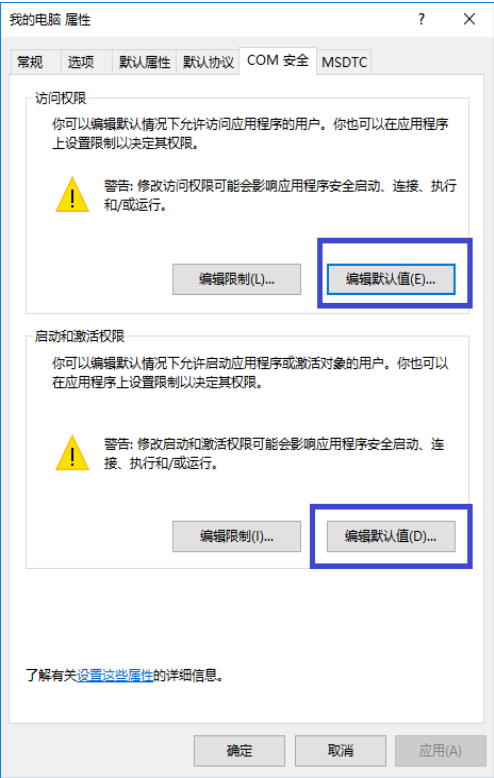 我的电脑 属性
?
×
常规 选项 默认属性 默认协议 COM 安全 MSDTC
访问权限
你可以编辑默认情况下允许访问应用程序的用户。你也可以在应用程序
上设置限制以决定其权限。
警告: 修改访问权限可能会影响应用程序安全启动、连接、执行
和/或运行。
编辑限制(L)... 编辑默认值(E)...
启动和激活权限
你可以编辑默认情况下允许启动应用程序或激活对象的用户。你也可以
在应用程序上设置限制以决定其权限。
警告: 修改启动和激活权限可能会影响应用程序安全启动、连
接、执行和/或运行。
编辑限制(I)... 编辑默认值(D)...
了解有关设置这些属性的详细信息。
确定 取消 应用(A)